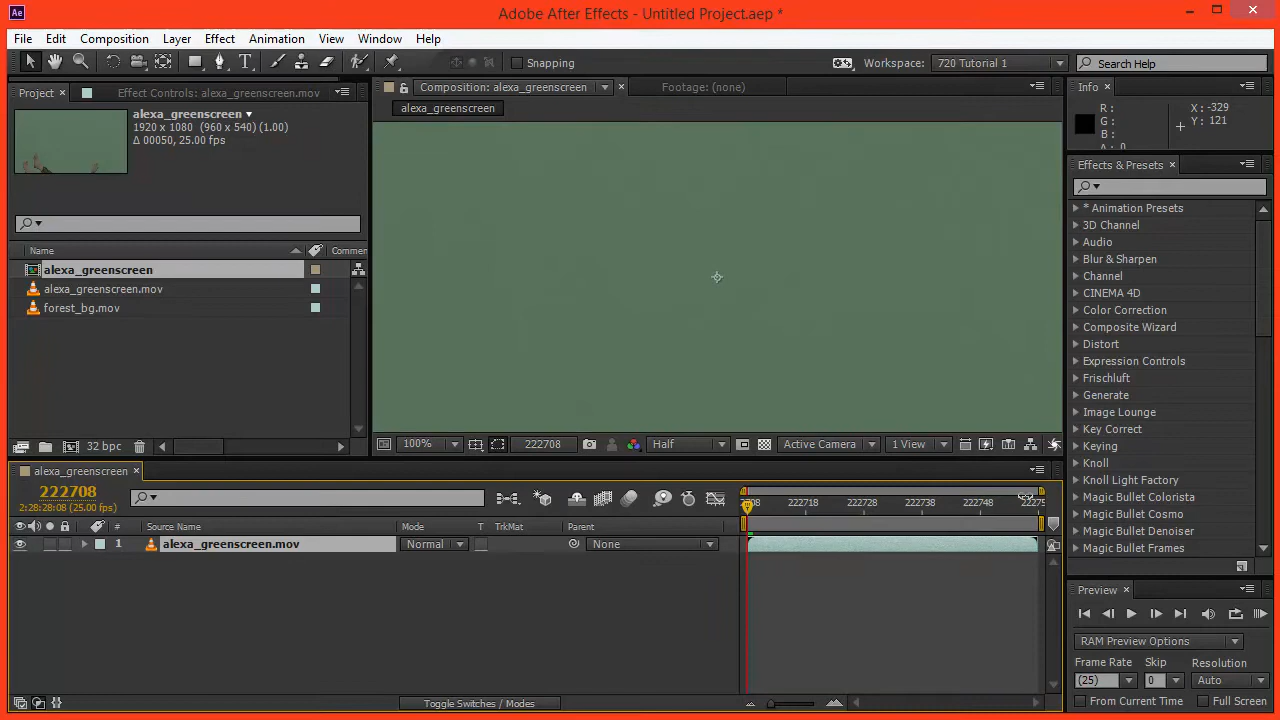 Ae Adobe After Effects - Untitled Project.aep *
File Edit Composition Layer Effect Animation View Window Help
Snapping Workspace: 720 Tutorial 1 Search Help
Project Effect Controls: alexa_greenscreen.mov
alexa_greenscreen
1920 x 1080 (960 x 540) (1.00)
Δ 00050, 25.00 fps
Name Commer
alexa_greenscreen
alexa_greenscreen.mov
forest_bg.mov
32 bpc
Composition: alexa_greenscreen Footage: (none)
alexa_greenscreen
100% 222708 Half Active Camera 1 View
Info
R: X: -329
G: Y: 121
B:
A: 0
Effects & Presets
* Animation Presets
3D Channel
Audio
Blur & Sharpen
Channel
CINEMA 4D
Color Correction
Composite Wizard
Distort
Expression Controls
Frischluft
Generate
Image Lounge
Key Correct
Keying
Knoll
Knoll Light Factory
Magic Bullet Colorista
Magic Bullet Cosmo
Magic Bullet Denoiser
Magic Bullet Frames
alexa_greenscreen
222708
2:28:28:08 (25.00 fps)
708 222718 222728 222738 222748 22275
# Source Name Mode T TrkMat Parent
1 alexa_greenscreen.mov Normal None
Toggle Switches / Modes
Preview
RAM Preview Options
Frame Rate Skip Resolution
(25) 0 Auto
From Current Time Full Screen